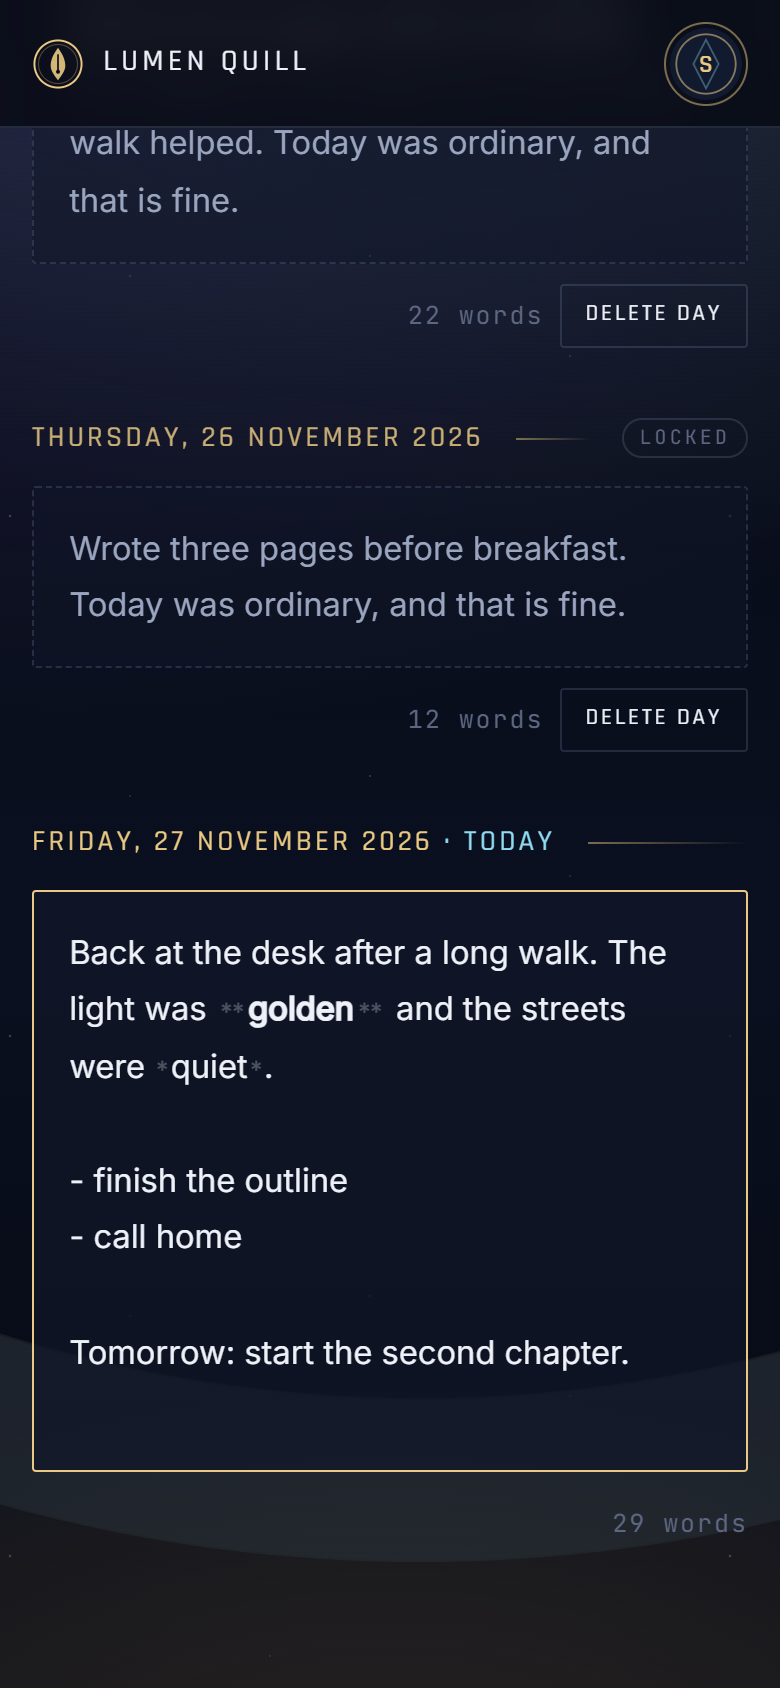 LUMEN QUILL
S
walk helped. Today was ordinary, and
that is fine.
22 words
DELETE DAY
THURSDAY, 26 NOVEMBER 2026
LOCKED
Wrote three pages before breakfast.
Today was ordinary, and that is fine.
12 words
DELETE DAY
FRIDAY, 27 NOVEMBER 2026 · TODAY
Back at the desk after a long walk. The
light was **golden** and the streets
were *quiet*.
- finish the outline
- call home
Tomorrow: start the second chapter.
29 words